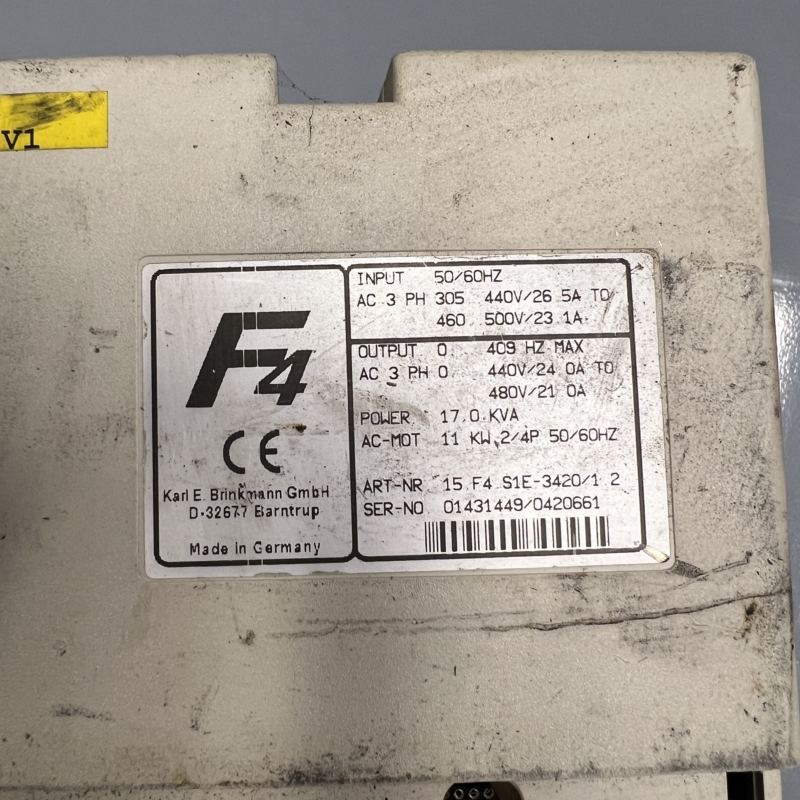 V1
F4
CE
Karl E. Brinkmann GmbH
D-32677 Barntrup
Made in Germany
INPUT 50/60HZ
AC 3 PH 305 440V/26.5A TO
460 500V/23.1A
OUTPUT 0. 409 HZ MAX
AC 3 PH 0. 440V/24.0A TO
480V/21.0A
POWER 17.0 KVA
AC-MOT 11 KW,2/4P 50/60HZ
ART-NR 15.F4.S1E-3420/1.2
SER-NO 01431449/0420661